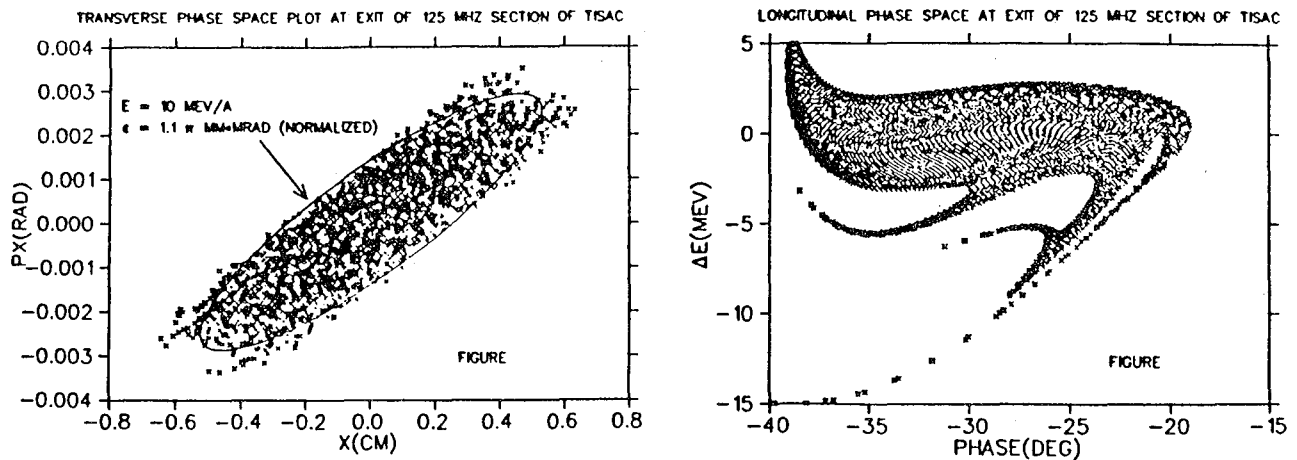 TRANSVERSE PHASE SPACE PLOT AT EXIT OF 125 MHZ SECTION OF TISAC
0.004
0.003
0.002
0.001
0.000
−0.001
−0.002
−0.003
−0.004
PX(RAD)
E = 10 MEV/A
ϵ = 1.1 π MM•MRAD (NORMALIZED)
FIGURE
−0.8 −0.6 −0.4 −0.2 0.0 0.2 0.4 0.6 0.8
X(CM)
LONGITUDINAL PHASE SPACE AT EXIT OF 125 MHZ SECTION OF TISAC
5
0
−5
−10
−15
ΔE(MEV)
FIGURE
−40 −35 −30 −25 −20 −15
PHASE(DEG)